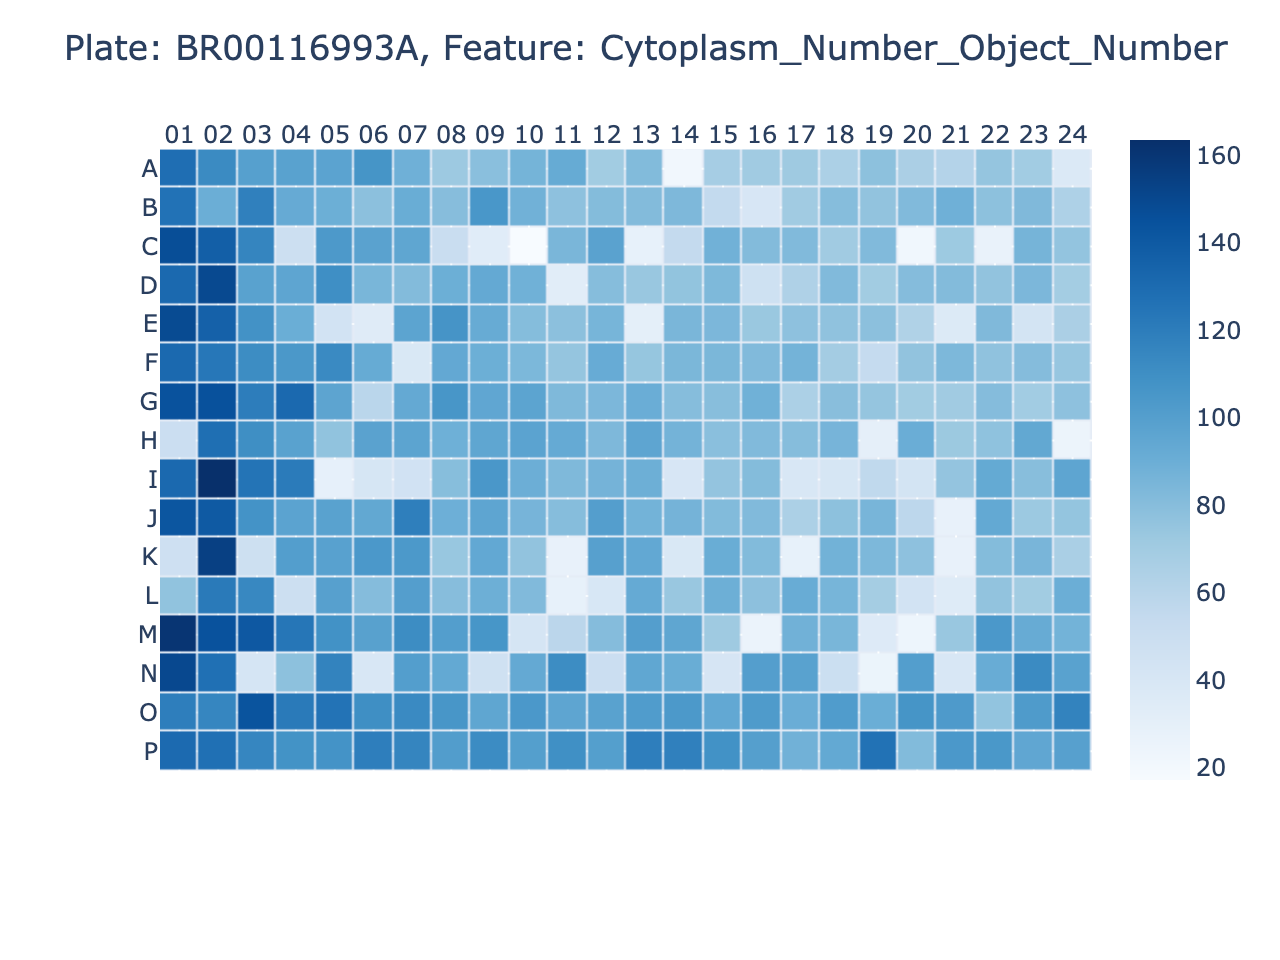 Plate: BR00116993A, Feature: Cytoplasm_Number_Object_Number
01 02 03 04 05 06 07 08 09 10 11 12 13 14 15 16 17 18 19 20 21 22 23 24
A
B
C
D
E
F
G
H
I
J
K
L
M
N
O
P
160
140
120
100
80
60
40
20